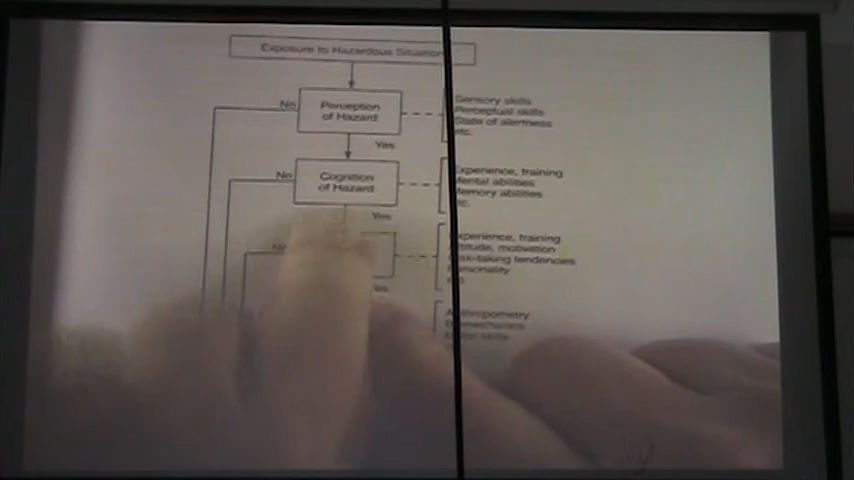 Exposure to Hazardous Situation
No
Perception
of Hazard
Sensory skills
Perceptual skills
State of alertness
etc.
Yes
No
Cognition
of Hazard
Experience, training
Mental abilities
Memory abilities
etc.
Yes
No
Experience, training
Attitude, motivation
Risk-taking tendencies
Personality
Yes
Anthropometry
Biomechanics
Motor skills